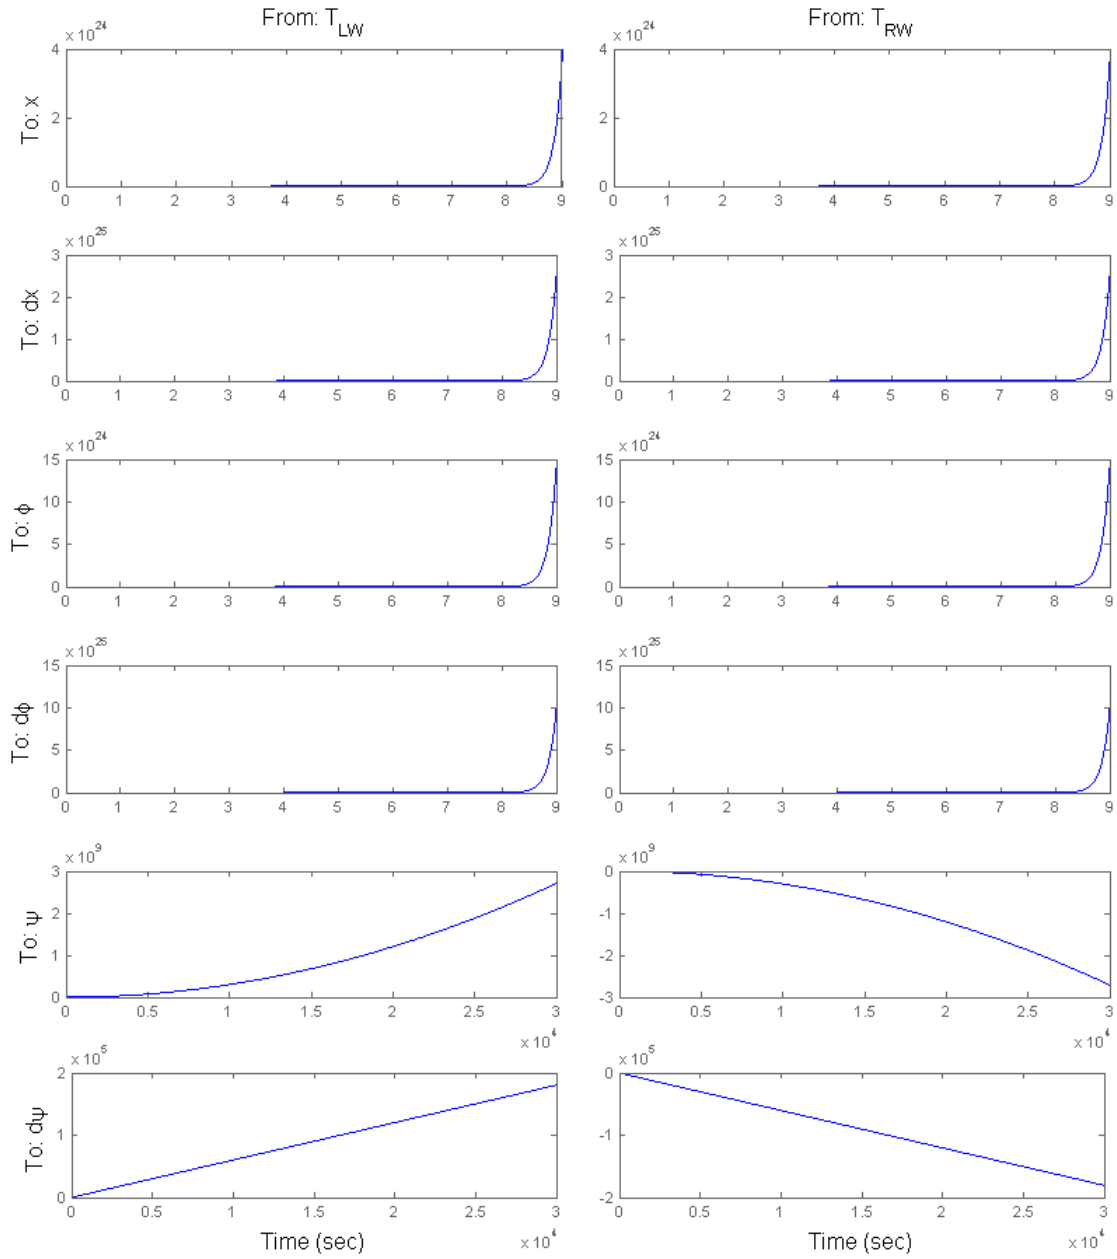 From: T_LW From: T_RW
x 10^24 x 10^24
4 4
2 2
0 0
To: x
0 1 2 3 4 5 6 7 8 9 0 1 2 3 4 5 6 7 8 9
x 10^25 x 10^25
3 3
2 2
1 1
0 0
To: dx
0 1 2 3 4 5 6 7 8 9 0 1 2 3 4 5 6 7 8 9
x 10^24 x 10^24
15 15
10 10
5 5
0 0
To: ϕ
0 1 2 3 4 5 6 7 8 9 0 1 2 3 4 5 6 7 8 9
x 10^25 x 10^25
15 15
10 10
5 5
0 0
To: dϕ
0 1 2 3 4 5 6 7 8 9 0 1 2 3 4 5 6 7 8 9
x 10^9 x 10^9
3 0
2 -1
1 -2
0 -3
To: ψ
0 0.5 1 1.5 2 2.5 3 0 0.5 1 1.5 2 2.5 3
x 10^4 x 10^4
x 10^5 x 10^5
2 0
1 -1
0 -2
To: dψ
0 0.5 1 1.5 2 2.5 3 0 0.5 1 1.5 2 2.5 3
Time (sec) x 10^4 Time (sec) x 10^4